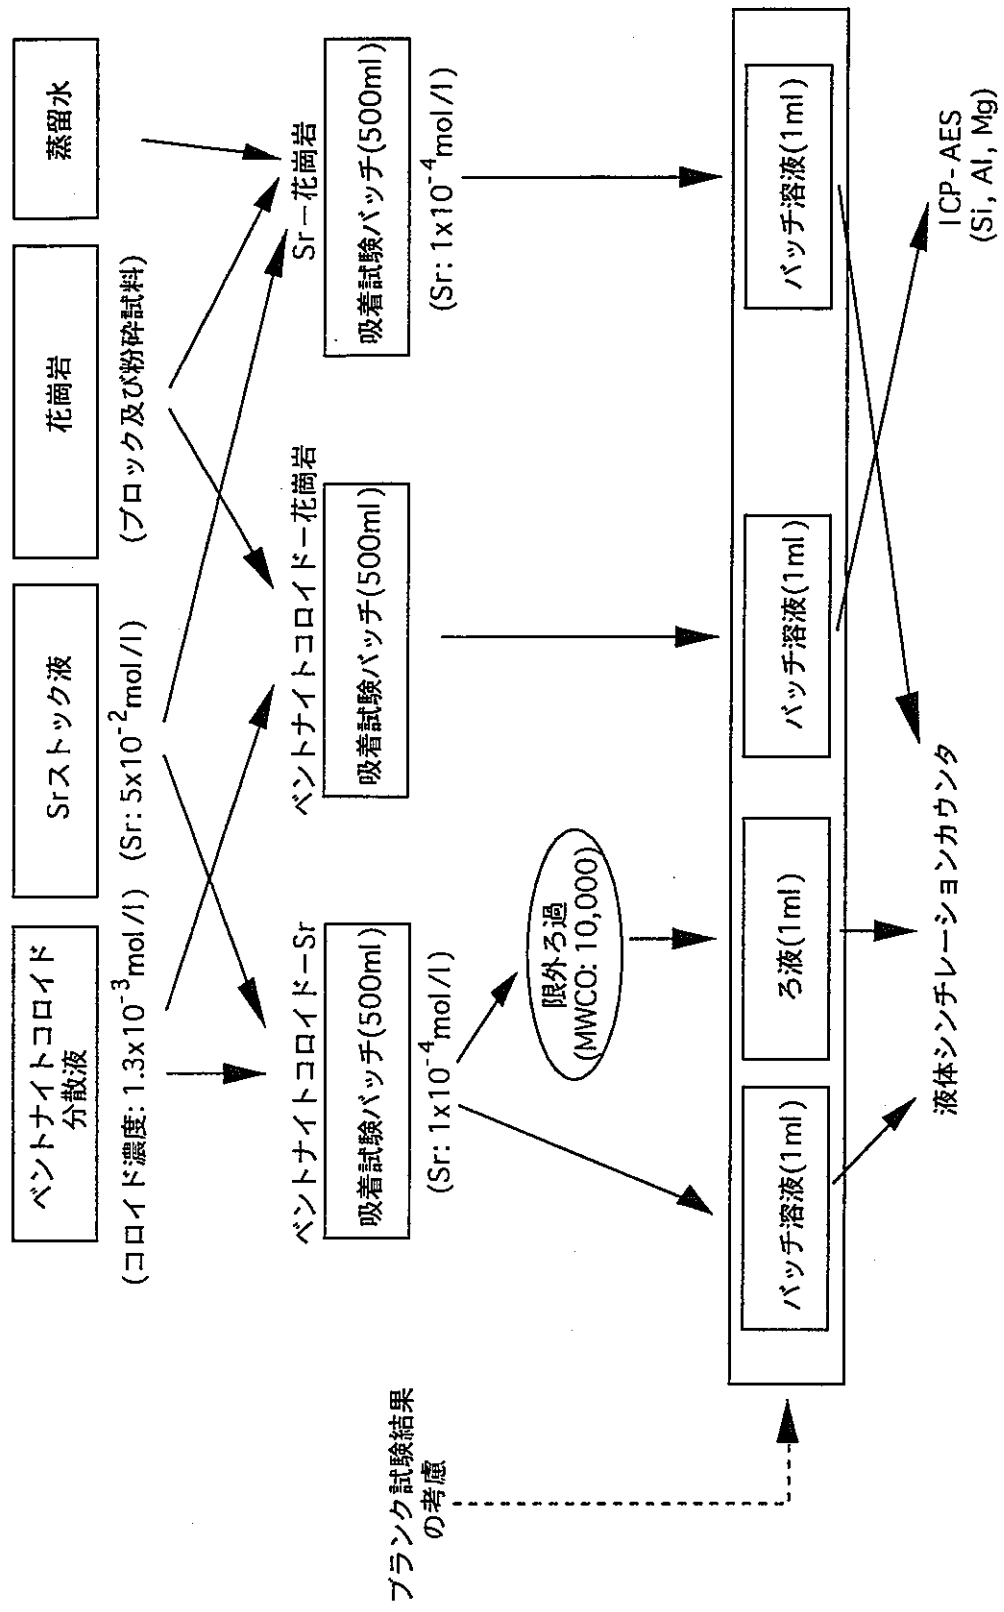 ベントナイトコロイド
分散液
Srストック液
花崗岩
蒸留水
(コロイド濃度: 1.3x10⁻³mol/l)
(Sr: 5x10⁻²mol/l)
(ブロック及び粉砕試料)
ベントナイトコロイドーSr
吸着試験バッチ(500ml)
(Sr: 1x10⁻⁴mol/l)
ベントナイトコロイドー花崗岩
吸着試験バッチ(500ml)
Srー花崗岩
吸着試験バッチ(500ml)
(Sr: 1x10⁻⁴mol/l)
限外ろ過
(MWCO: 10,000)
ブランク試験結果
の考慮
バッチ溶液(1ml)
ろ液(1ml)
バッチ溶液(1ml)
バッチ溶液(1ml)
液体シンチレーションカウンタ
ICP-AES
(Si, Al, Mg)